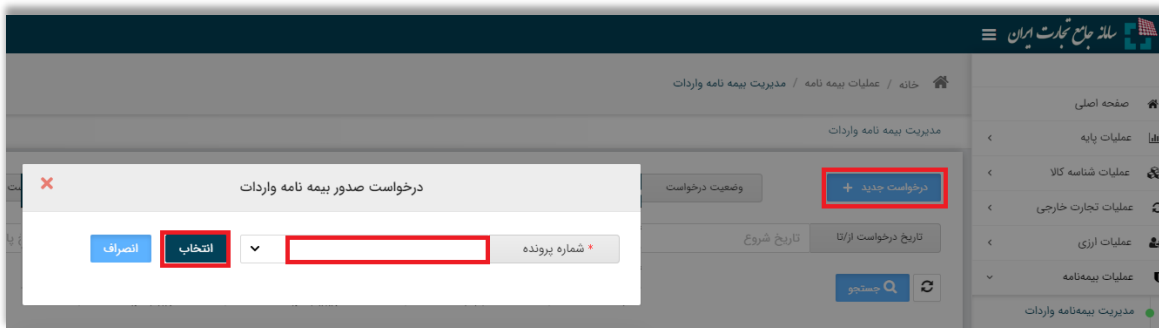 سامانه جامع تجارت ایران
خانه / عملیات بیمه نامه / مدیریت بیمه نامه واردات
صفحه اصلی
عملیات پایه
عملیات شناسه کالا
عملیات تجارت خارجی
عملیات ارزی
عملیات بیمه‌نامه
مدیریت بیمه‌نامه واردات
مدیریت بیمه نامه واردات
درخواست جدید +
وضعیت درخواست
تاریخ درخواست از/تا
تاریخ شروع
جستجو
درخواست صدور بیمه نامه واردات
* شماره پرونده
انتخاب
انصراف